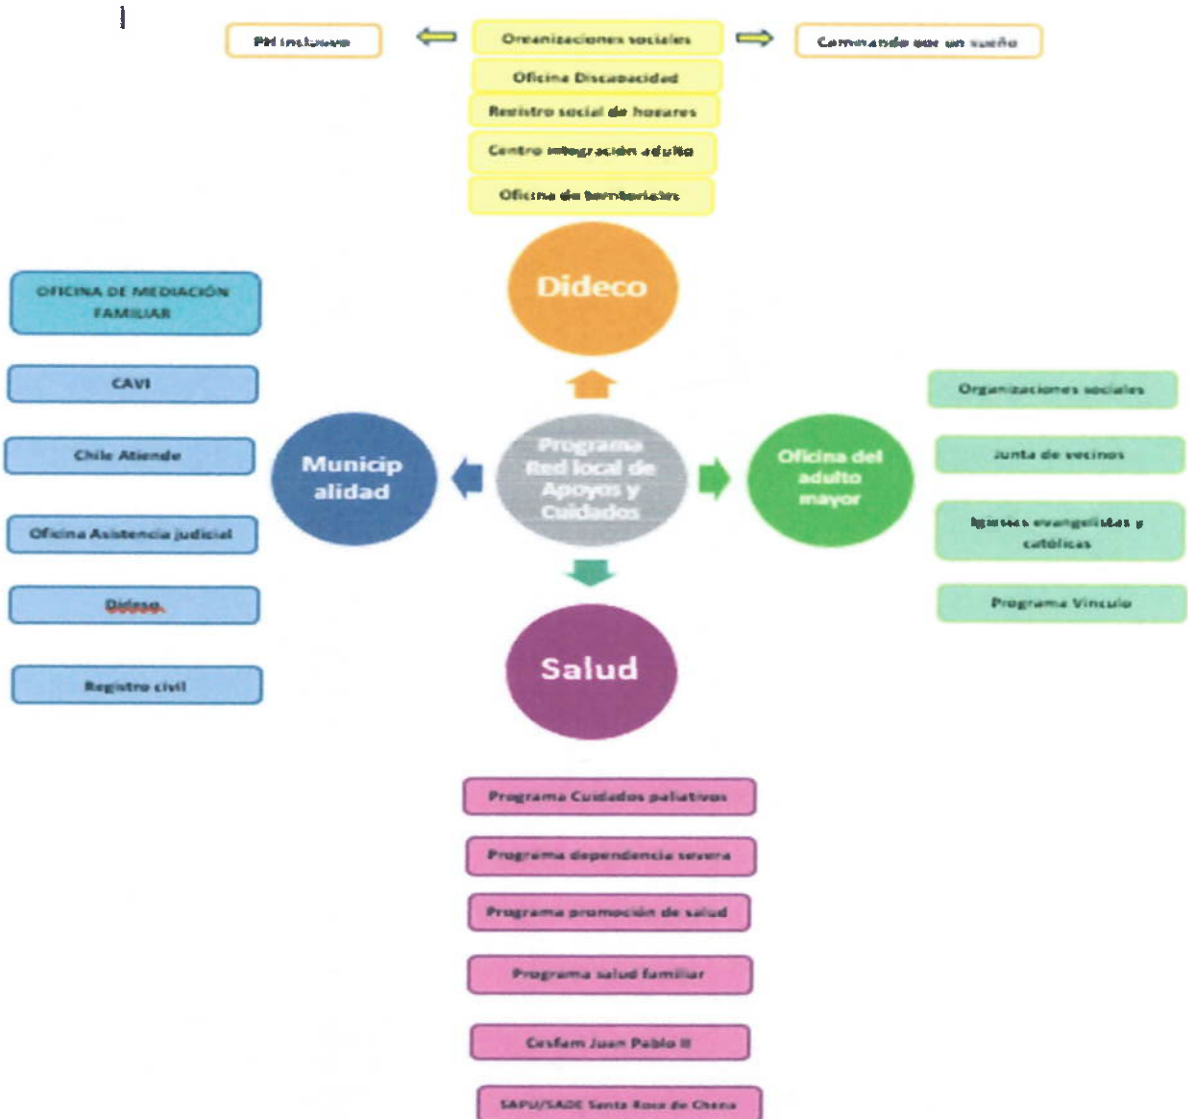 PH inclusivo
Organizaciones sociales
Caminando por un sueño
Oficina Discapacidad
Registro social de hogares
Centro integración adulto
Oficina de territoriales
Dideco
OFICINA DE MEDIACIÓN
FAMILIAR
CAVI
Chile Atiende
Oficina Asistencia judicial
Registro civil
Municip
alidad
Programa
Red local de
Apoyos y
Cuidados
Oficina del
adulto
mayor
Organizaciones sociales
Junta de vecinos
Iglesias evangelistas y
católicas
Programa Vinculo
Salud
Programa Cuidados paliativos
Programa dependencia severa
Programa promoción de salud
Programa salud familiar
Cesfam Juan Pablo II
SAPU/SADE Santa Rosa de Chena